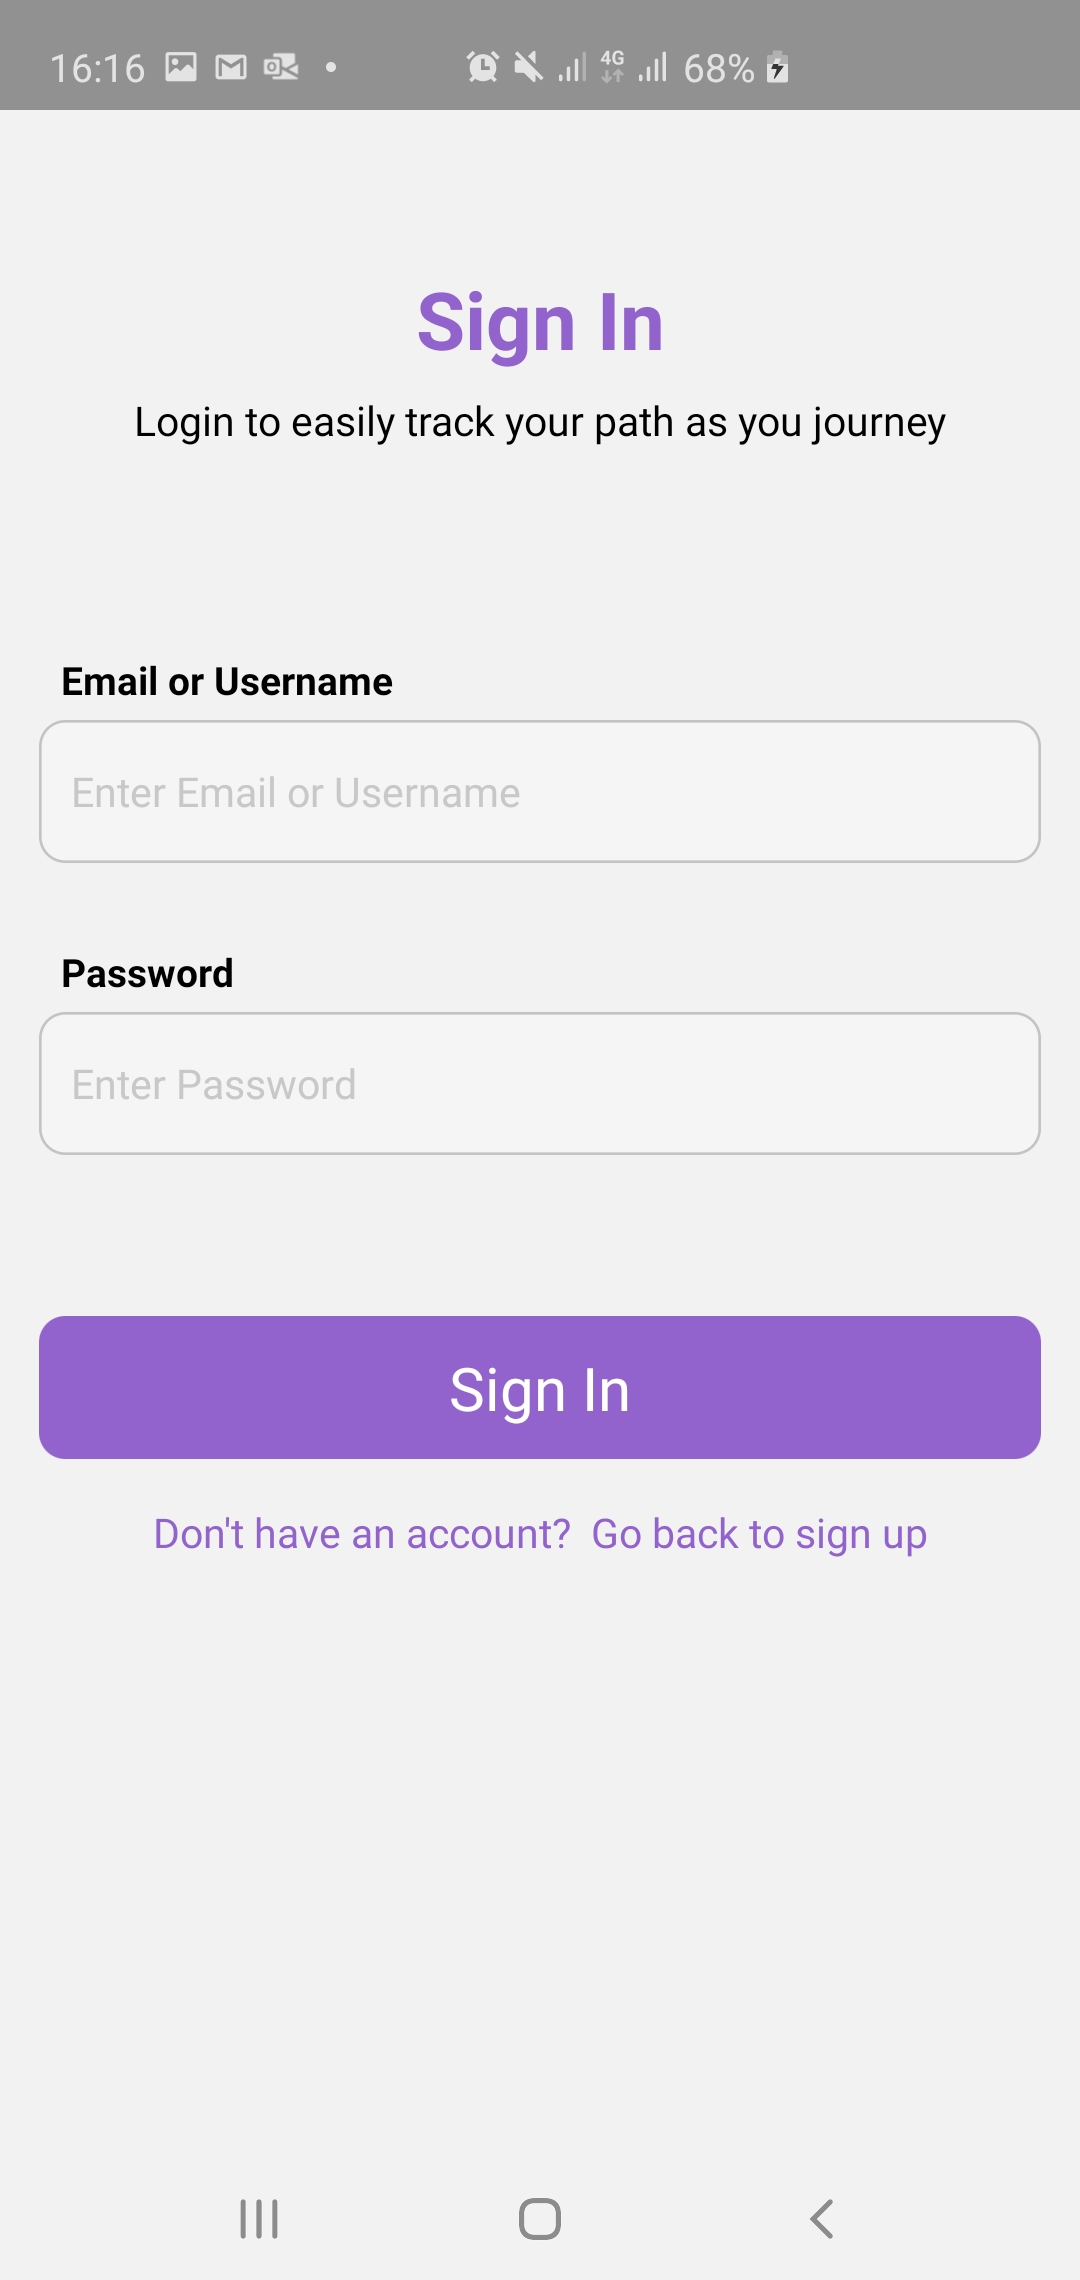 16:16 4G 68%
Sign In
Login to easily track your path as you journey
Email or Username
Enter Email or Username
Password
Enter Password
Sign In
Don't have an account? Go back to sign up